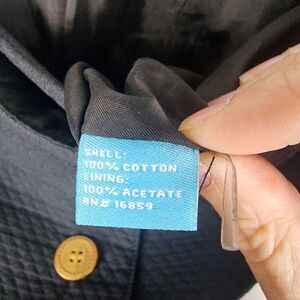 SHELL:
100% COTTON
LINING:
100% ACETATE
RN# 16859